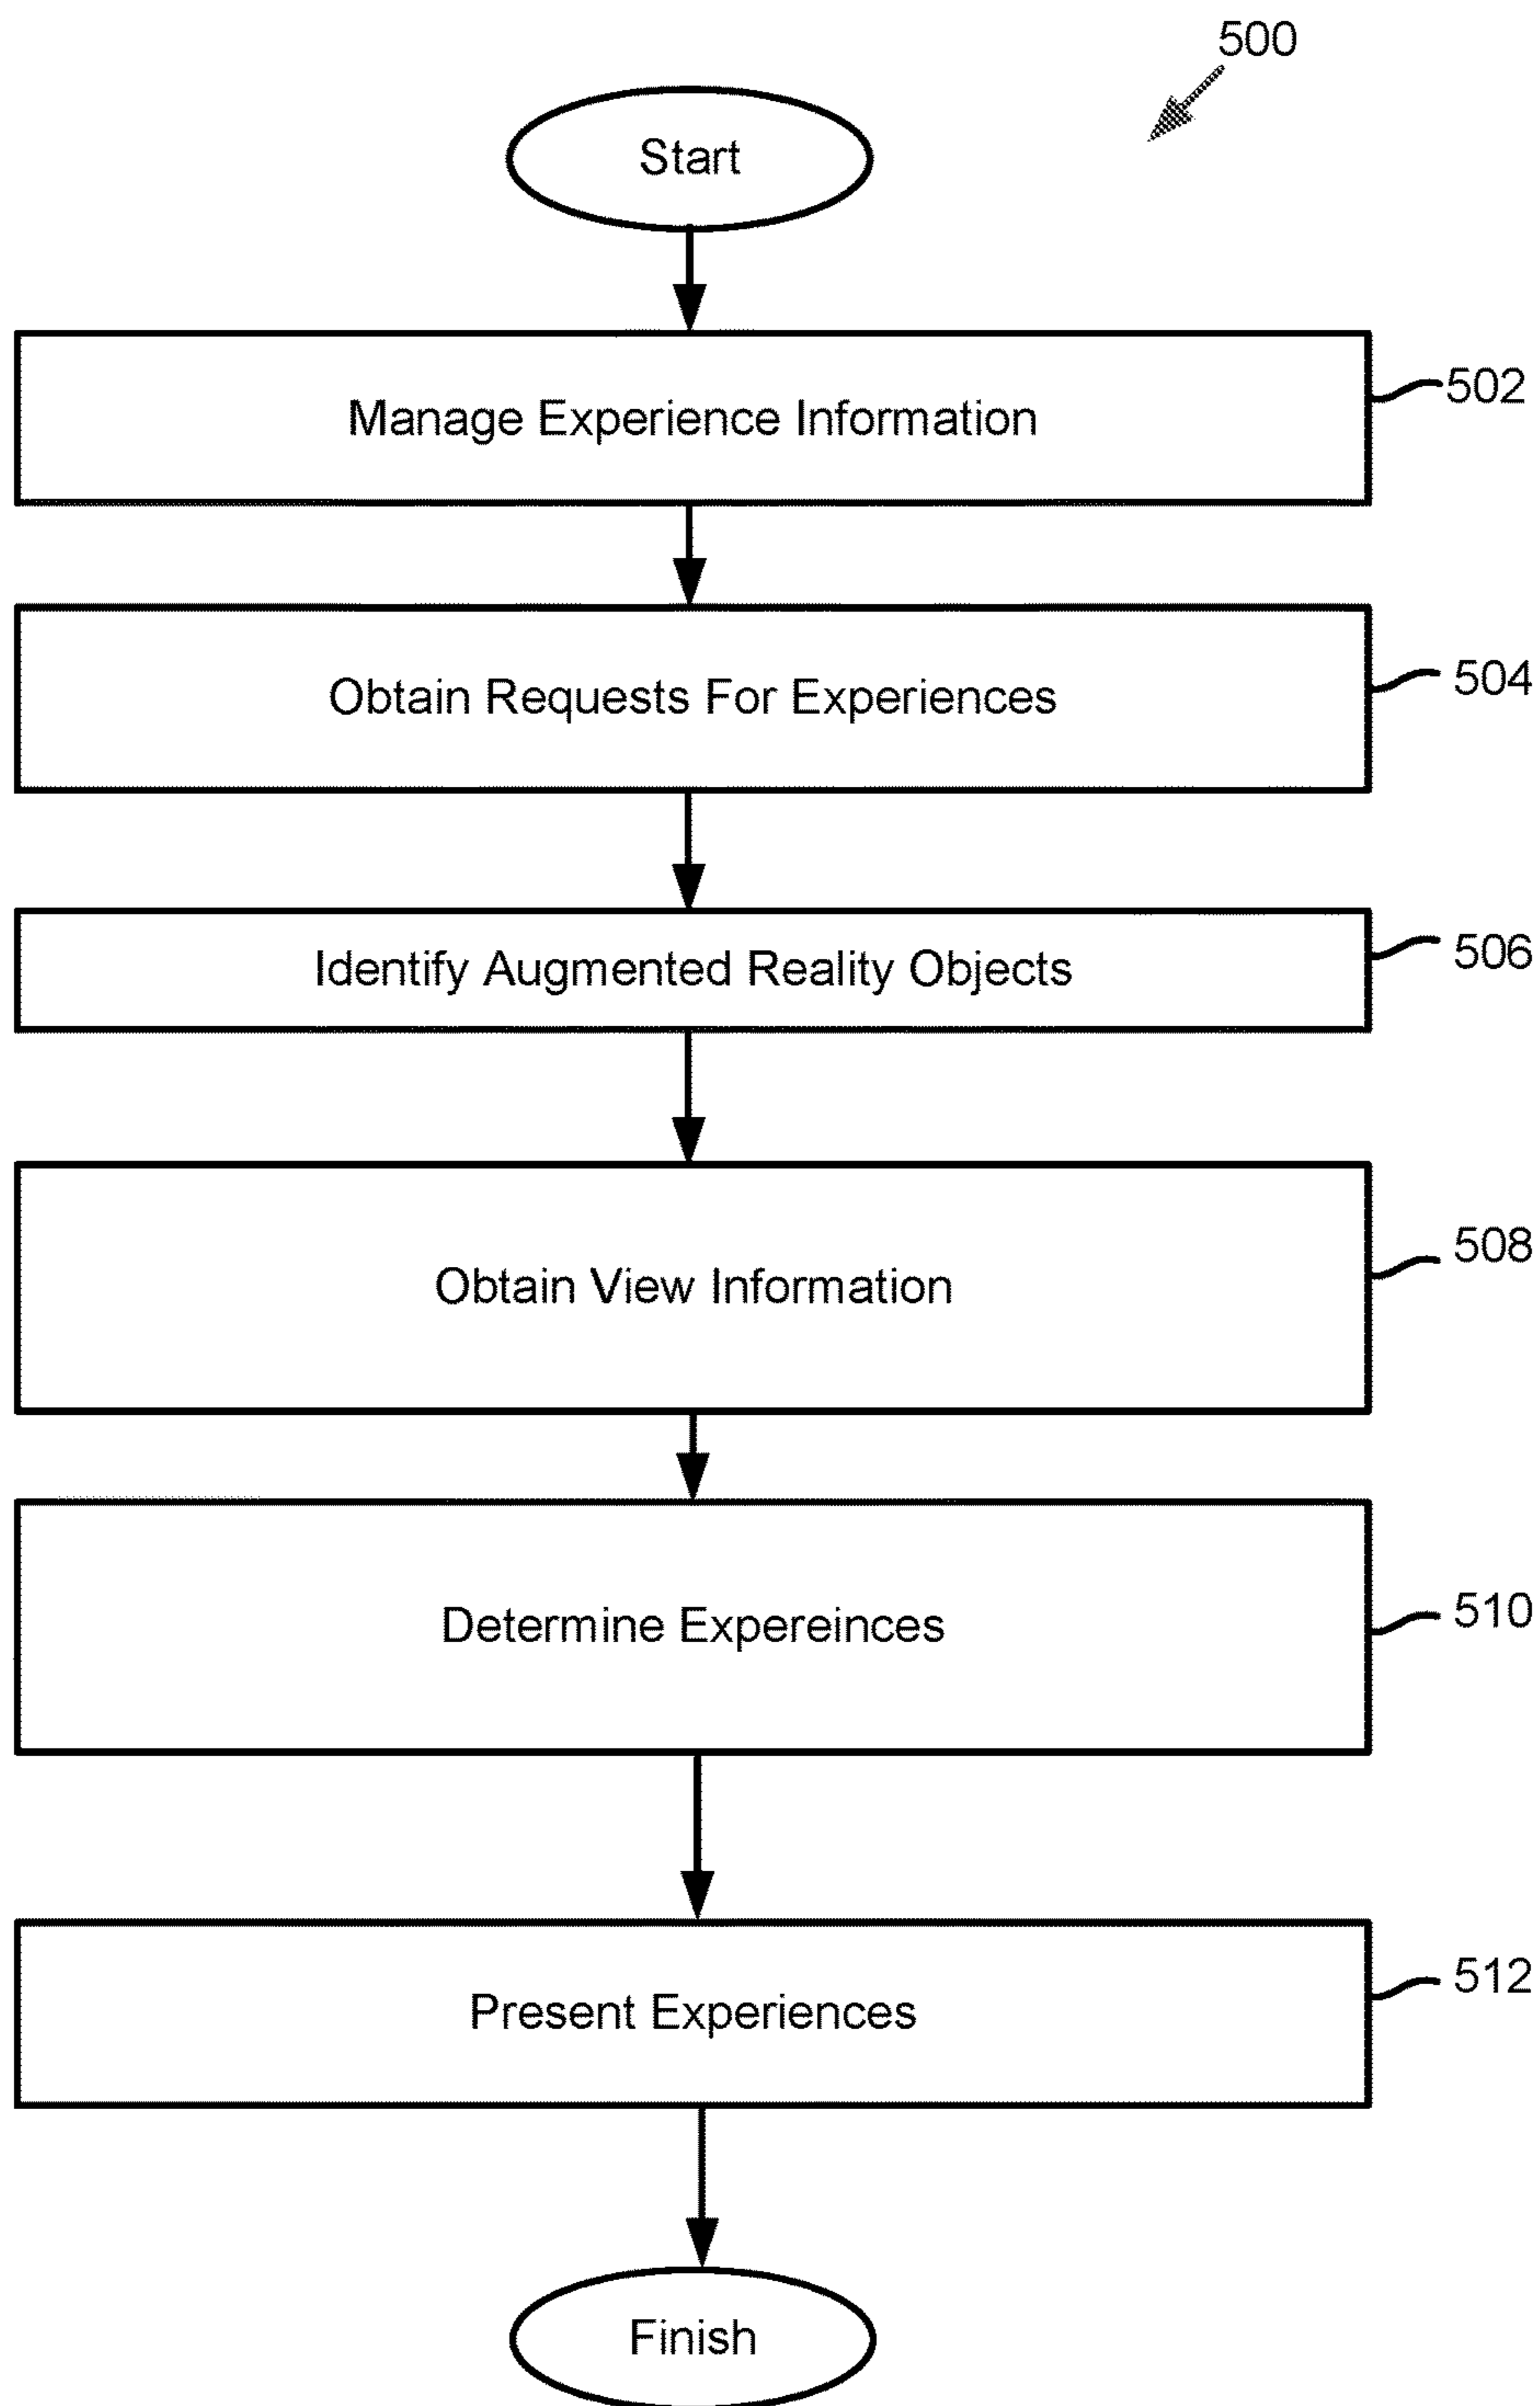 500
Start
Manage Experience Information
502
Obtain Requests For Experiences
504
Identify Augmented Reality Objects
506
Obtain View Information
508
Determine Expereinces
510
Present Experiences
512
Finish